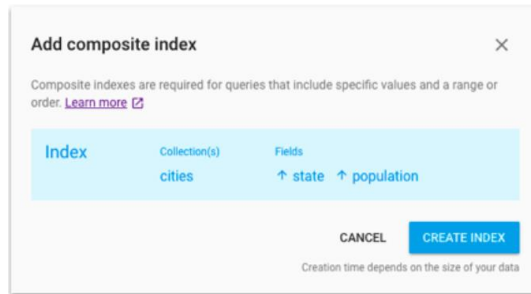 Add composite index
Composite indexes are required for queries that include specific values and a range or
order. Learn more
Index
Collection(s)
Fields
cities
↑ state ↑ population
CANCEL
CREATE INDEX
Creation time depends on the size of your data